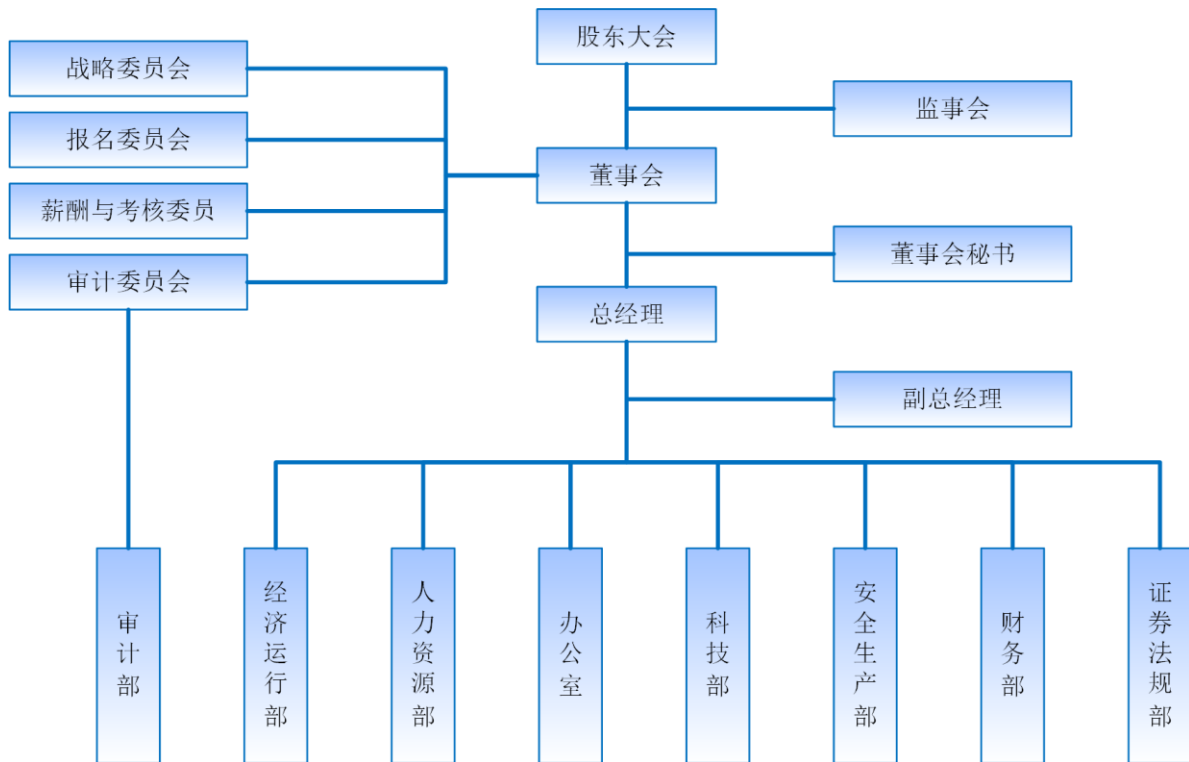 股东大会
战略委员会
监事会
报名委员会
董事会
薪酬与考核委员
董事会秘书
审计委员会
总经理
副总经理
审计部
经济运行部
人力资源部
办公室
科技部
安全生产部
财务部
证券法规部